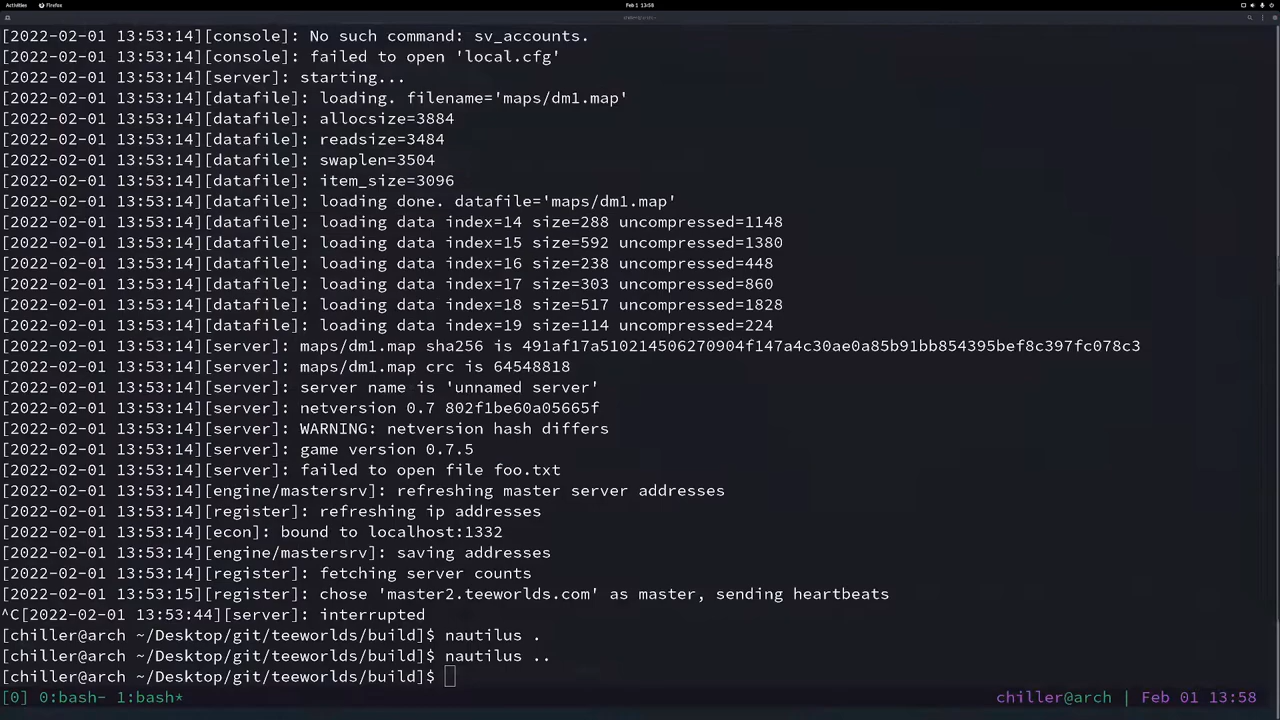 Activities Firefox Feb 1 13:58
[2022-02-01 13:53:14][console]: No such command: sv_accounts.
[2022-02-01 13:53:14][console]: failed to open 'local.cfg'
[2022-02-01 13:53:14][server]: starting...
[2022-02-01 13:53:14][datafile]: loading. filename='maps/dm1.map'
[2022-02-01 13:53:14][datafile]: allocsize=3884
[2022-02-01 13:53:14][datafile]: readsize=3484
[2022-02-01 13:53:14][datafile]: swaplen=3504
[2022-02-01 13:53:14][datafile]: item_size=3096
[2022-02-01 13:53:14][datafile]: loading done. datafile='maps/dm1.map'
[2022-02-01 13:53:14][datafile]: loading data index=14 size=288 uncompressed=1148
[2022-02-01 13:53:14][datafile]: loading data index=15 size=592 uncompressed=1380
[2022-02-01 13:53:14][datafile]: loading data index=16 size=238 uncompressed=448
[2022-02-01 13:53:14][datafile]: loading data index=17 size=303 uncompressed=860
[2022-02-01 13:53:14][datafile]: loading data index=18 size=517 uncompressed=1828
[2022-02-01 13:53:14][datafile]: loading data index=19 size=114 uncompressed=224
[2022-02-01 13:53:14][server]: maps/dm1.map sha256 is 491af17a510214506270904f147a4c30ae0a85b91bb854395bef8c397fc078c3
[2022-02-01 13:53:14][server]: maps/dm1.map crc is 64548818
[2022-02-01 13:53:14][server]: server name is 'unnamed server'
[2022-02-01 13:53:14][server]: netversion 0.7 802f1be60a05665f
[2022-02-01 13:53:14][server]: WARNING: netversion hash differs
[2022-02-01 13:53:14][server]: game version 0.7.5
[2022-02-01 13:53:14][server]: failed to open file foo.txt
[2022-02-01 13:53:14][engine/mastersrv]: refreshing master server addresses
[2022-02-01 13:53:14][register]: refreshing ip addresses
[2022-02-01 13:53:14][econ]: bound to localhost:1332
[2022-02-01 13:53:14][engine/mastersrv]: saving addresses
[2022-02-01 13:53:14][register]: fetching server counts
[2022-02-01 13:53:15][register]: chose 'master2.teeworlds.com' as master, sending heartbeats
^C[2022-02-01 13:53:44][server]: interrupted
[chiller@arch ~/Desktop/git/teeworlds/build]$ nautilus .
[chiller@arch ~/Desktop/git/teeworlds/build]$ nautilus ..
[chiller@arch ~/Desktop/git/teeworlds/build]$
[0] 0:bash- 1:bash* chiller@arch | Feb 01 13:58